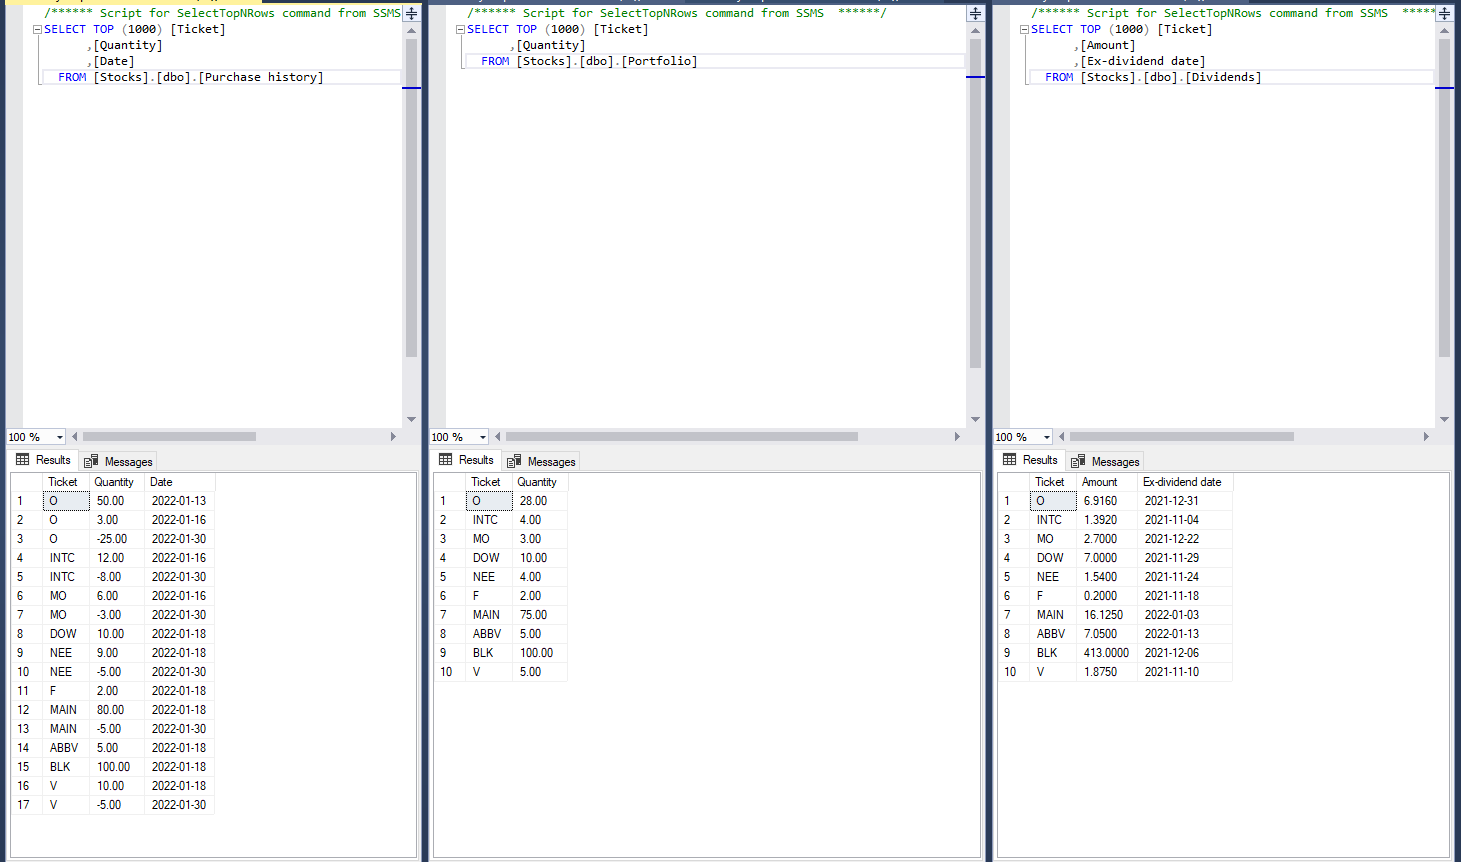 /****** Script for SelectTopNRows command from SSMS
SELECT TOP (1000) [Ticket]
,[Quantity]
,[Date]
FROM [Stocks].[dbo].[Purchase history]
100 %
Results Messages
Ticket Quantity Date
1 O 50.00 2022-01-13
2 O 3.00 2022-01-16
3 O -25.00 2022-01-30
4 INTC 12.00 2022-01-16
5 INTC -8.00 2022-01-30
6 MO 6.00 2022-01-16
7 MO -3.00 2022-01-30
8 DOW 10.00 2022-01-18
9 NEE 9.00 2022-01-18
10 NEE -5.00 2022-01-30
11 F 2.00 2022-01-18
12 MAIN 80.00 2022-01-18
13 MAIN -5.00 2022-01-30
14 ABBV 5.00 2022-01-18
15 BLK 100.00 2022-01-18
16 V 10.00 2022-01-18
17 V -5.00 2022-01-30
/****** Script for SelectTopNRows command from SSMS  ******/
SELECT TOP (1000) [Ticket]
,[Quantity]
FROM [Stocks].[dbo].[Portfolio]
100 %
Results Messages
Ticket Quantity
1 O 28.00
2 INTC 4.00
3 MO 3.00
4 DOW 10.00
5 NEE 4.00
6 F 2.00
7 MAIN 75.00
8 ABBV 5.00
9 BLK 100.00
10 V 5.00
/****** Script for SelectTopNRows command from SSMS  *****
SELECT TOP (1000) [Ticket]
,[Amount]
,[Ex-dividend date]
FROM [Stocks].[dbo].[Dividends]
100 %
Results Messages
Ticket Amount Ex-dividend date
1 O 6.9160 2021-12-31
2 INTC 1.3920 2021-11-04
3 MO 2.7000 2021-12-22
4 DOW 7.0000 2021-11-29
5 NEE 1.5400 2021-11-24
6 F 0.2000 2021-11-18
7 MAIN 16.1250 2022-01-03
8 ABBV 7.0500 2022-01-13
9 BLK 413.0000 2021-12-06
10 V 1.8750 2021-11-10